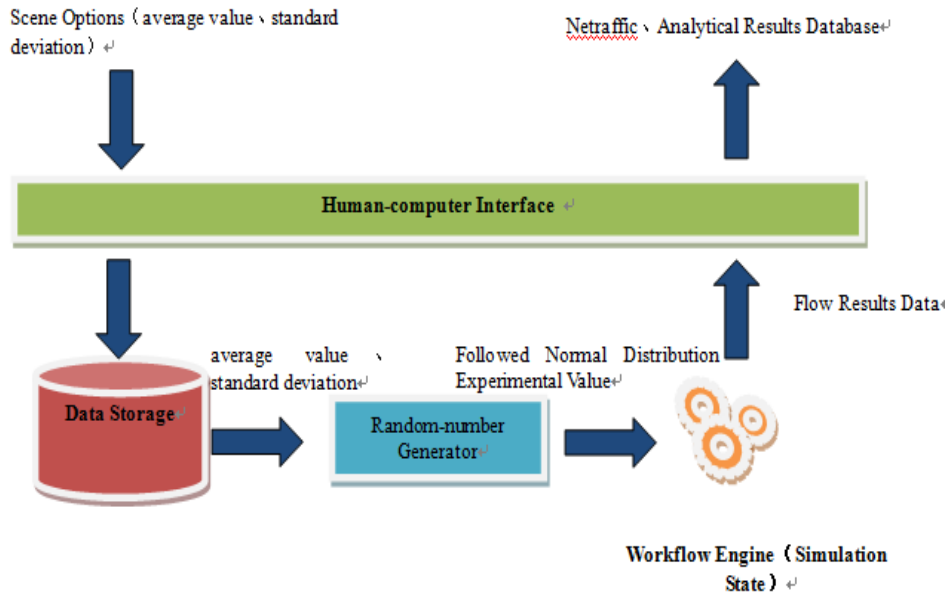 Scene Options（average value、standard
deviation）
Netraffic、Analytical Results Database
Human-computer Interface
Flow Results Data
average value 、
standard deviation
Followed Normal Distribution
Experimental Value
Data Storage
Random-number
Generator
Workflow Engine（Simulation
State）